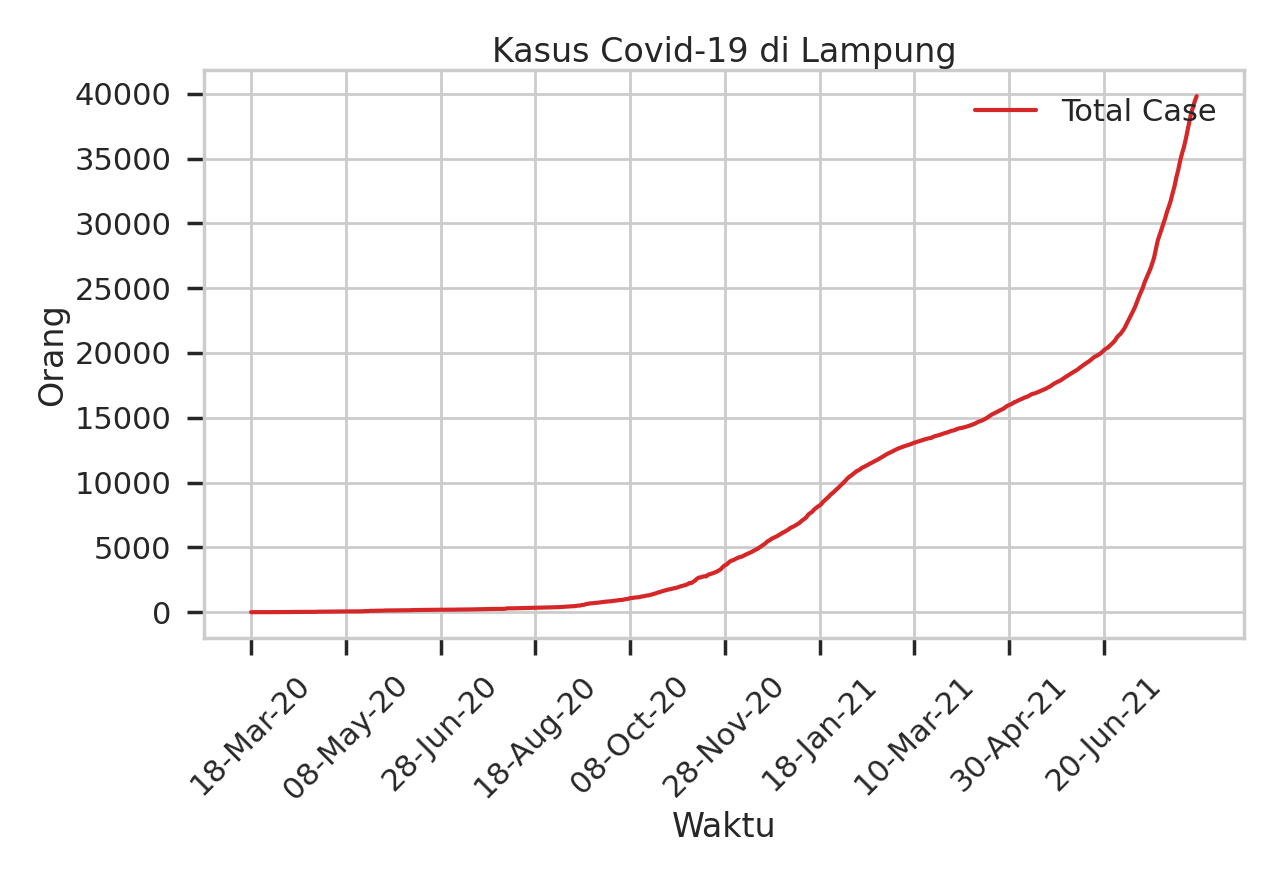 Kasus Covid-19 di Lampung
Total Case
Orang
40000
35000
30000
25000
20000
15000
10000
5000
0
18-Mar-20
08-May-20
28-Jun-20
18-Aug-20
08-Oct-20
28-Nov-20
18-Jan-21
10-Mar-21
30-Apr-21
20-Jun-21
Waktu